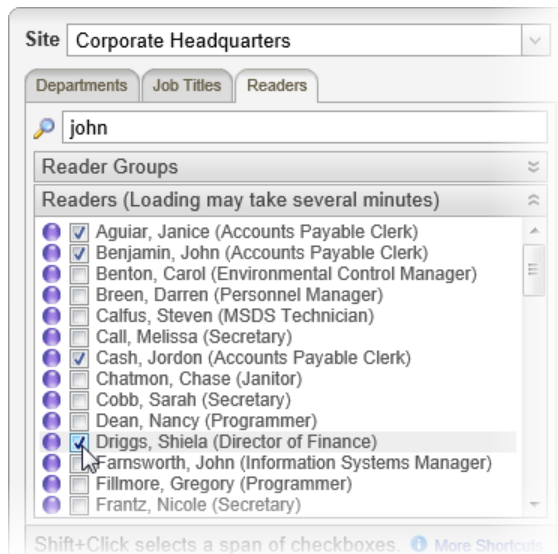 Site Corporate Headquarters
Departments Job Titles Readers
john
Reader Groups
Readers (Loading may take several minutes)
Aguiar, Janice (Accounts Payable Clerk)
Benjamin, John (Accounts Payable Clerk)
Benton, Carol (Environmental Control Manager)
Breen, Darren (Personnel Manager)
Calfus, Steven (MSDS Technician)
Call, Melissa (Secretary)
Cash, Jordon (Accounts Payable Clerk)
Chatmon, Chase (Janitor)
Cobb, Sarah (Secretary)
Dean, Nancy (Programmer)
Driggs, Shiela (Director of Finance)
Farnsworth, John (Information Systems Manager)
Fillmore, Gregory (Programmer)
Frantz, Nicole (Secretary)
Shift+Click selects a span of checkboxes. More Shortcuts